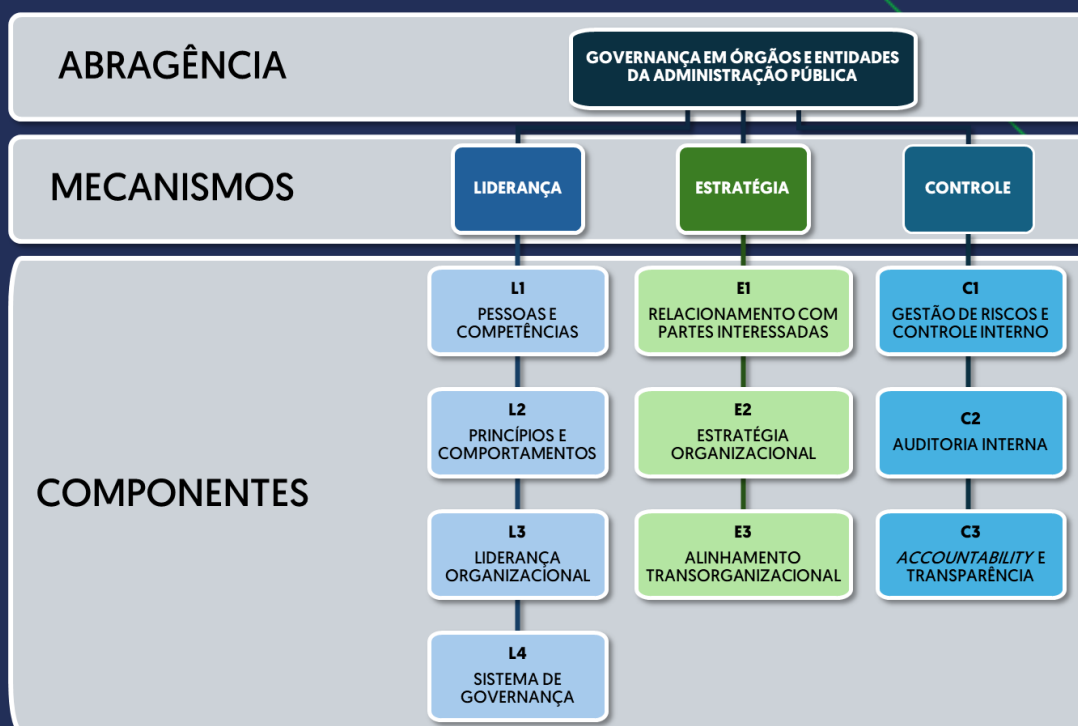 ABRAGÊNCIA
GOVERNANÇA EM ÓRGÃOS E ENTIDADES
DA ADMINISTRAÇÃO PÚBLICA
MECANISMOS
LIDERANÇA
ESTRATÉGIA
CONTROLE
COMPONENTES
L1
PESSOAS E
COMPETÊNCIAS
E1
RELACIONAMENTO COM
PARTES INTERESSADAS
C1
GESTÃO DE RISCOS E
CONTROLE INTERNO
L2
PRINCÍPIOS E
COMPORTAMENTOS
E2
ESTRATÉGIA
ORGANIZACIONAL
C2
AUDITORIA INTERNA
L3
LIDERANÇA
ORGANIZACIONAL
E3
ALINHAMENTO
TRANSORGANIZACIONAL
C3
ACCOUNTABILITY E
TRANSPARÊNCIA
L4
SISTEMA DE
GOVERNANÇA